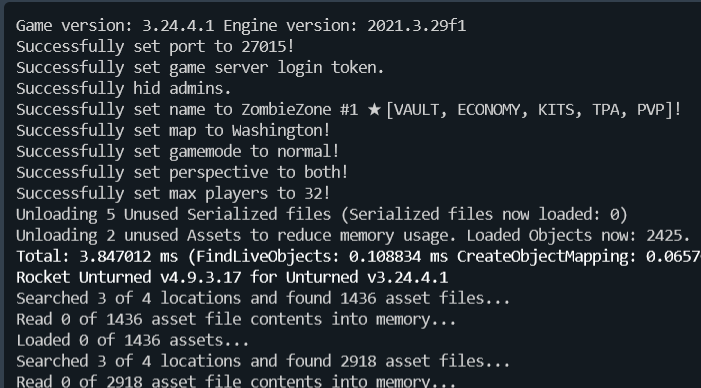 Game version: 3.24.4.1 Engine version: 2021.3.29f1
Successfully set port to 27015!
Successfully set game server login token.
Successfully hid admins.
Successfully set name to ZombieZone #1 ★ [VAULT, ECONOMY, KITS, TPA, PVP]!
Successfully set map to Washington!
Successfully set gamemode to normal!
Successfully set perspective to both!
Successfully set max players to 32!
Unloading 5 Unused Serialized files (Serialized files now loaded: 0)
Unloading 2 unused Assets to reduce memory usage. Loaded Objects now: 2425.
Total: 3.847012 ms (FindLiveObjects: 0.108834 ms CreateObjectMapping: 0.0657
Rocket Unturned v4.9.3.17 for Unturned v3.24.4.1
Searched 3 of 4 locations and found 1436 asset files...
Read 0 of 1436 asset file contents into memory...
Loaded 0 of 1436 assets...
Searched 3 of 4 locations and found 2918 asset files...
Read 0 of 2918 asset file contents into memory...